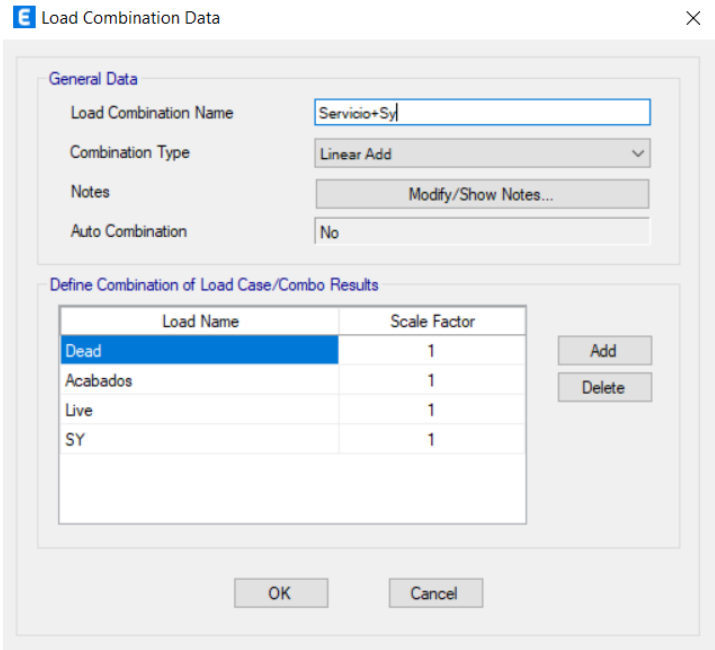 E Load Combination Data
General Data
Load Combination Name Servicio+Sy
Combination Type Linear Add
Notes Modify/Show Notes...
Auto Combination No
Define Combination of Load Case/Combo Results
Load Name Scale Factor
Dead 1 Add
Acabados 1 Delete
Live 1
SY 1
OK Cancel